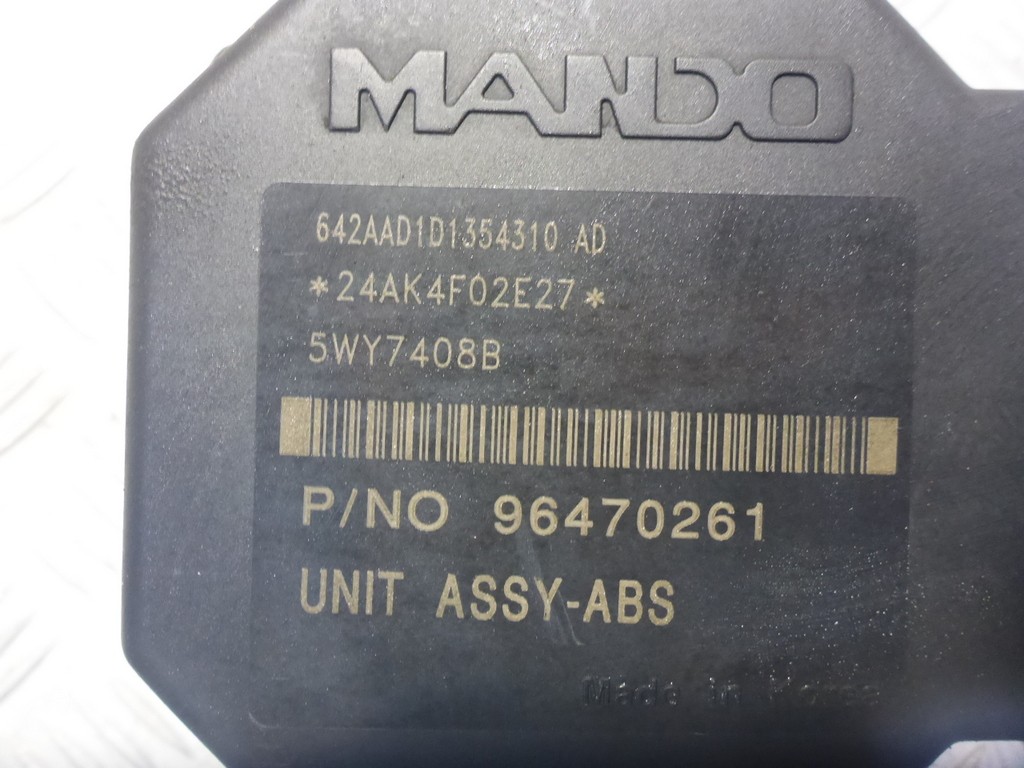 MANDO
642AAD1D1354310 AD
*24AK4F02E27*
5WY7408B
P/NO 96470261
UNIT ASSY-ABS
Made in Korea